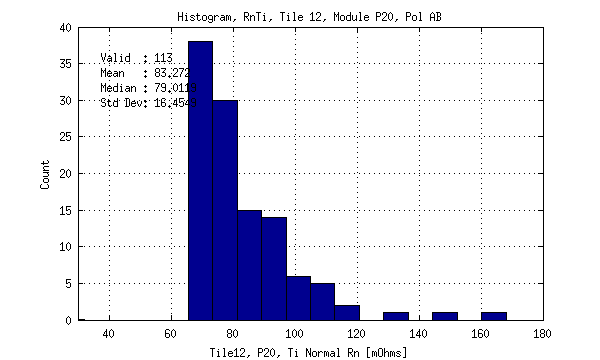 Histogram, RnTi, Tile 12, Module P20, Pol AB
40
35
30
25
20
15
10
5
0
Count
Valid : 113
Mean : 83.272
Median : 79.011
Std Dev: 16.4549
40 60 80 100 120 140 160 180
Tile12, P20, Ti Normal Rn [mOhms]